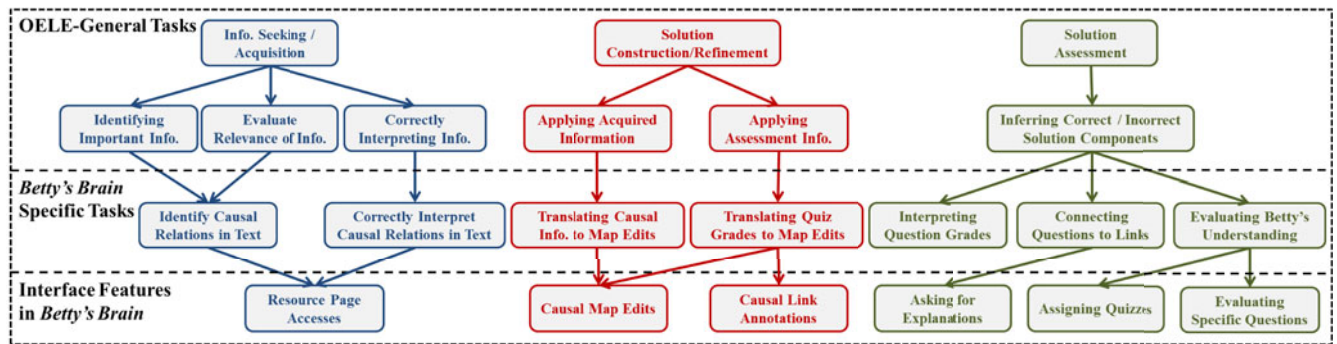 OELE-General Tasks
Info. Seeking /
Acquisition
Solution
Construction/Refinement
Solution
Assessment
Identifying
Important Info.
Evaluate
Relevance of Info.
Correctly
Interpreting Info.
Applying Acquired
Information
Applying
Assessment Info.
Inferring Correct / Incorrect
Solution Components
Betty's Brain
Specific Tasks
Identify Causal
Relations in Text
Correctly Interpret
Causal Relations in Text
Translating Causal
Info. to Map Edits
Translating Quiz
Grades to Map Edits
Interpreting
Question Grades
Connecting
Questions to Links
Evaluating Betty's
Understanding
Interface Features
in Betty's Brain
Resource Page
Accesses
Causal Map Edits
Causal Link
Annotations
Asking for
Explanations
Assigning Quizzes
Evaluating
Specific Questions